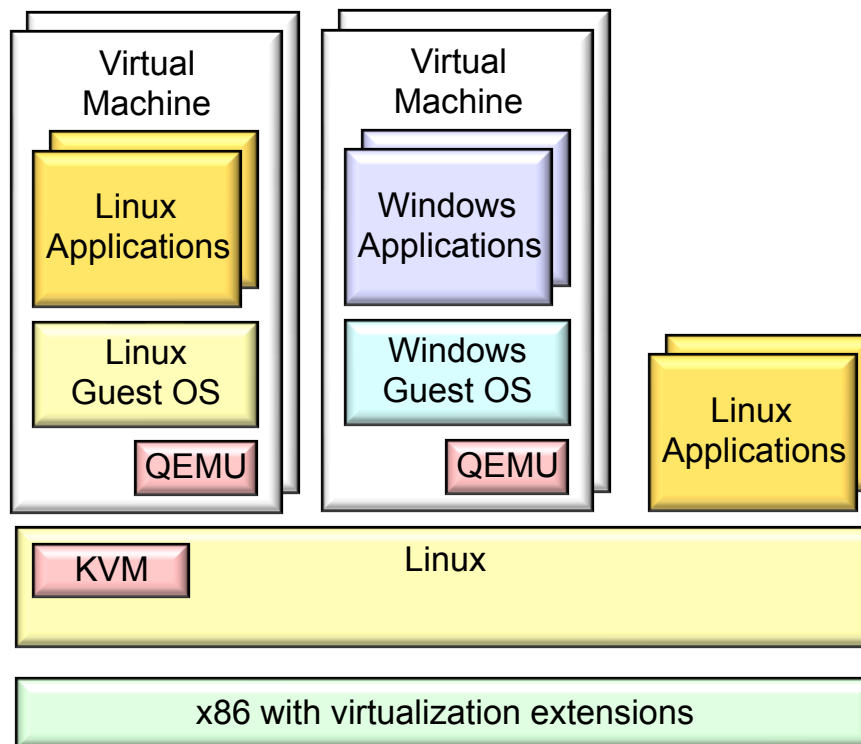 Virtual
Machine
Linux
Applications
Linux
Guest OS
QEMU
Virtual
Machine
Windows
Applications
Windows
Guest OS
QEMU
Linux
Applications
KVM
Linux
x86 with virtualization extensions